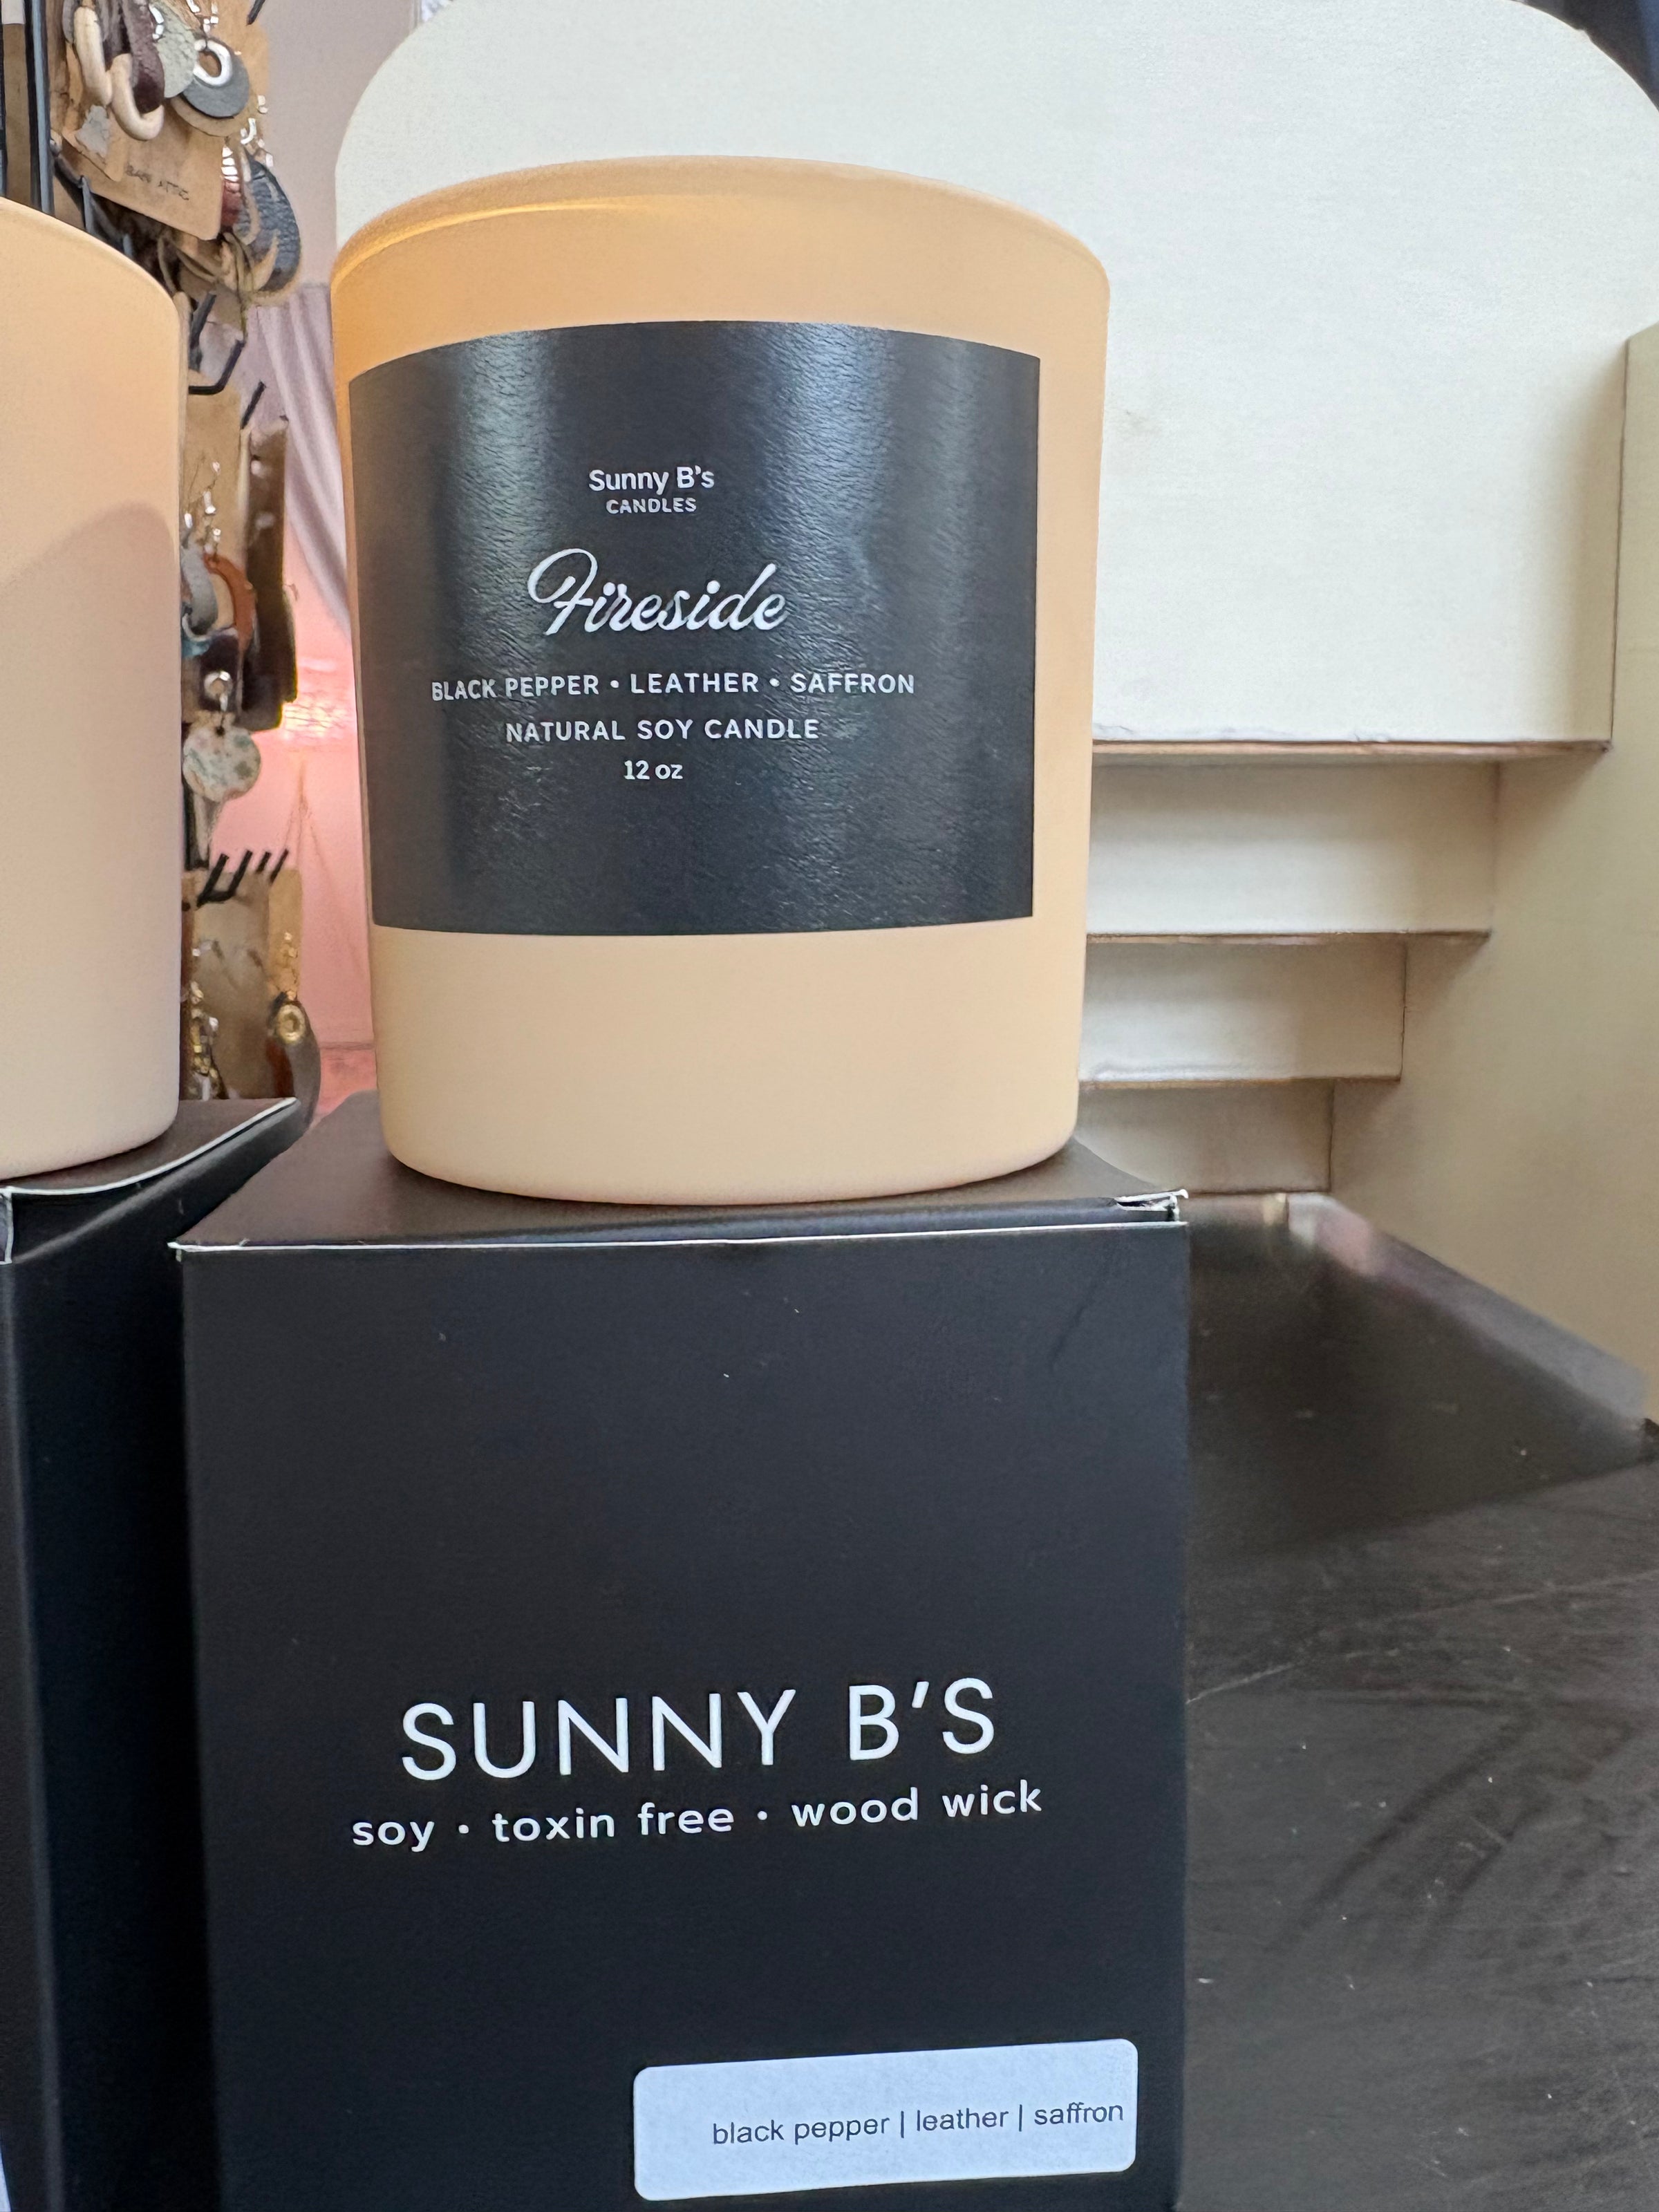 Sunny B's
CANDLES
Fireside
BLACK PEPPER • LEATHER • SAFFRON
NATURAL SOY CANDLE
12 oz
SUNNY B'S
soy • toxin free • wood wick
black pepper | leather | saffron